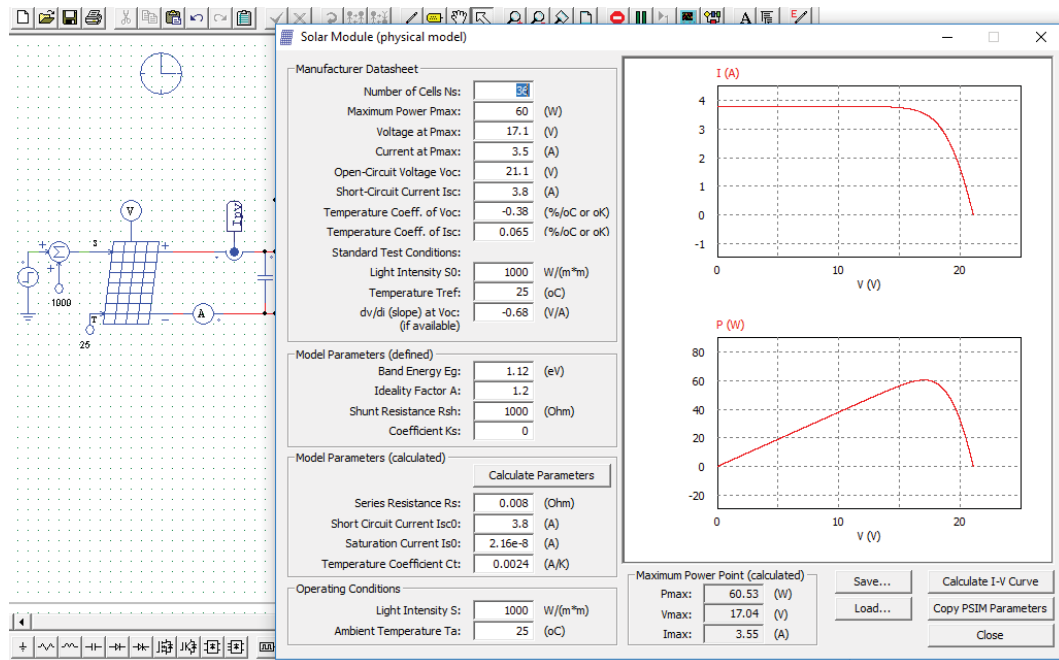 Solar Module (physical model)
Manufacturer Datasheet
Number of Cells Ns: 36
Maximum Power Pmax: 60 (W)
Voltage at Pmax: 17.1 (V)
Current at Pmax: 3.5 (A)
Open-Circuit Voltage Voc: 21.1 (V)
Short-Circuit Current Isc: 3.8 (A)
Temperature Coeff. of Voc: -0.38 (%/oC or oK)
Temperature Coeff. of Isc: 0.065 (%/oC or oK)
Standard Test Conditions:
Light Intensity S0: 1000 W/(m*m)
Temperature Tref: 25 (oC)
dv/di (slope) at Voc: -0.68 (V/A)
(if available)
Model Parameters (defined)
Band Energy Eg: 1.12 (eV)
Ideality Factor A: 1.2
Shunt Resistance Rsh: 1000 (Ohm)
Coefficient Ks: 0
Model Parameters (calculated)
Calculate Parameters
Series Resistance Rs: 0.008 (Ohm)
Short Circuit Current Isc0: 3.8 (A)
Saturation Current Is0: 2.16e-8 (A)
Temperature Coefficient Ct: 0.0024 (A/K)
Operating Conditions
Light Intensity S: 1000 W/(m*m)
Ambient Temperature Ta: 25 (oC)
I (A)
4
3
2
1
0
-1
0 10 20
V (V)
P (W)
80
60
40
20
0
-20
0 10 20
V (V)
Maximum Power Point (calculated)
Pmax: 60.53 (W)
Vmax: 17.04 (V)
Imax: 3.55 (A)
Save...
Load...
Calculate I-V Curve
Copy PSIM Parameters
Close
V
S
1000
T
25
A